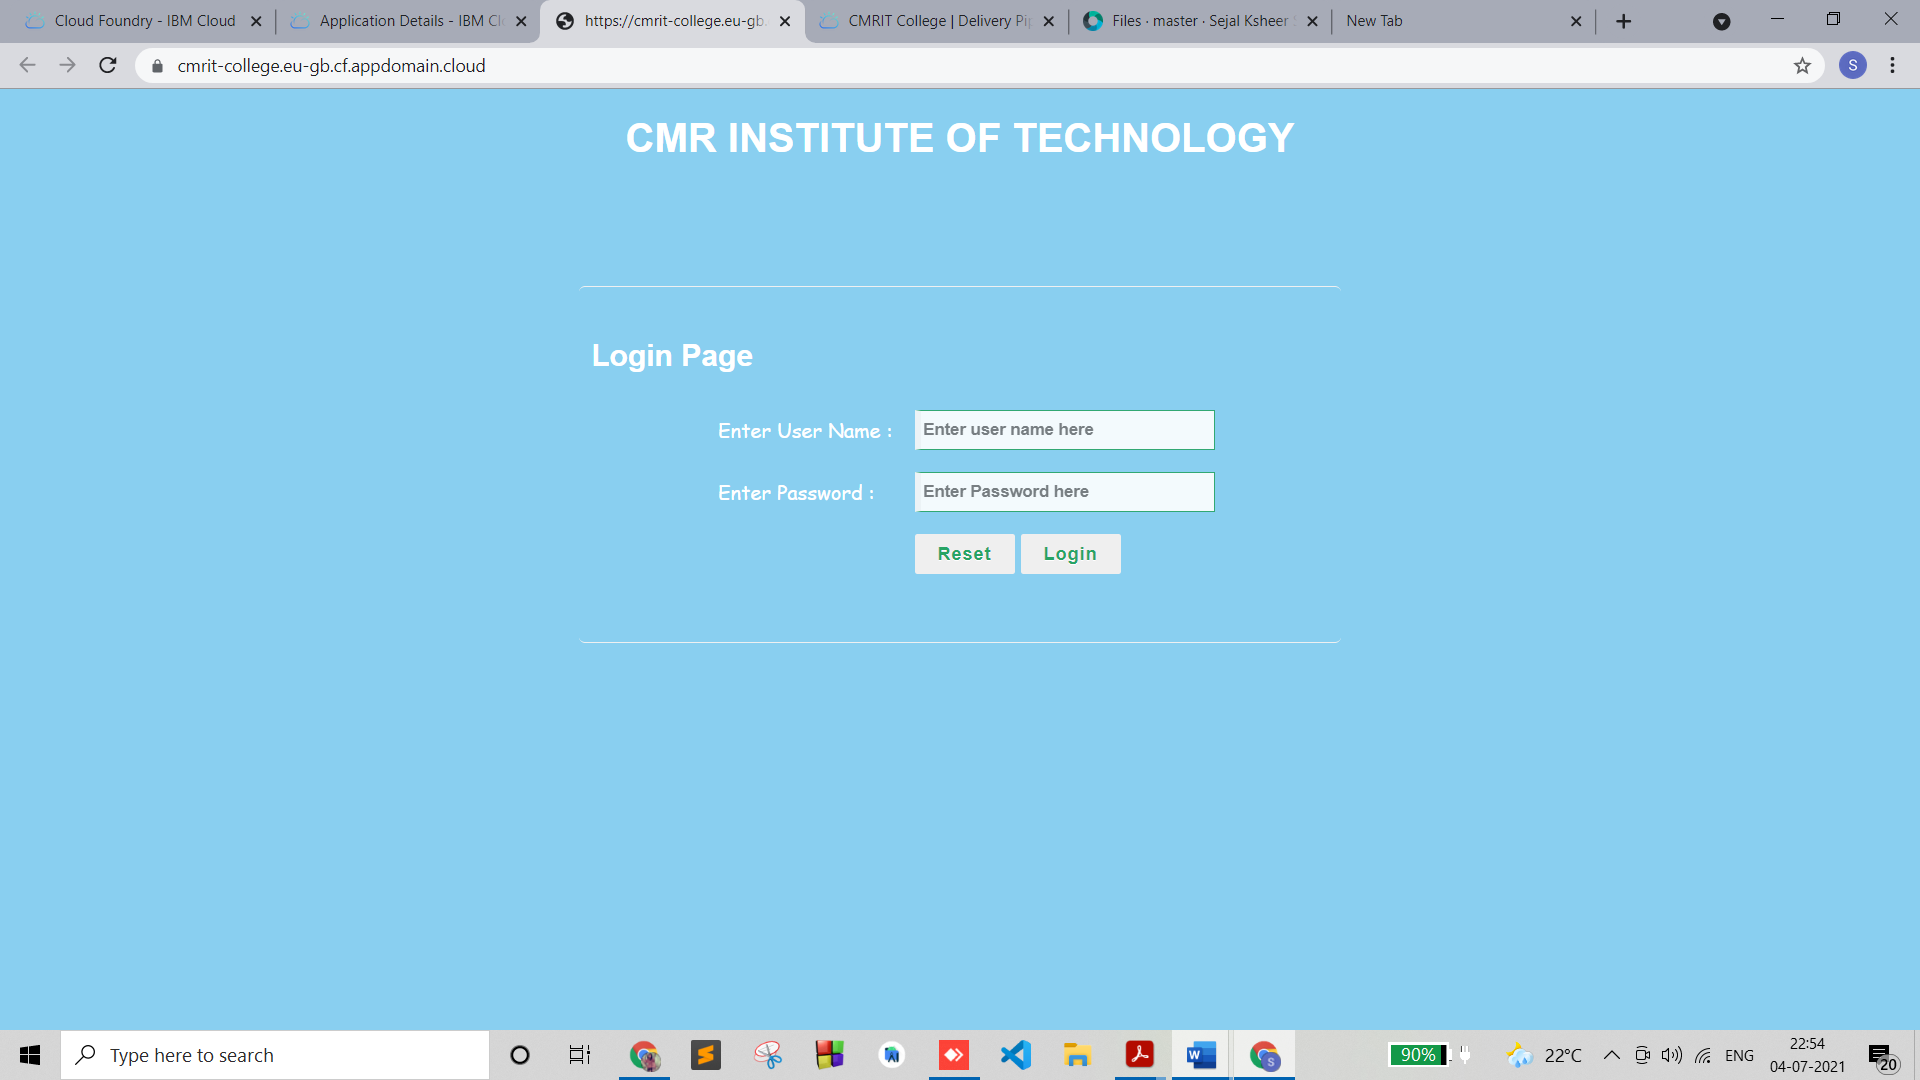 Cloud Foundry - IBM Cloud
Application Details - IBM Cl
https://cmrit-college.eu-gb.
CMRIT College | Delivery Pi
Files · master · Sejal Ksheer
New Tab
cmrit-college.eu-gb.cf.appdomain.cloud
S
CMR INSTITUTE OF TECHNOLOGY
Login Page
Enter User Name :
Enter user name here
Enter Password :
Enter Password here
Reset
Login
Type here to search
90%
22°C
ENG
22:54
04-07-2021
20